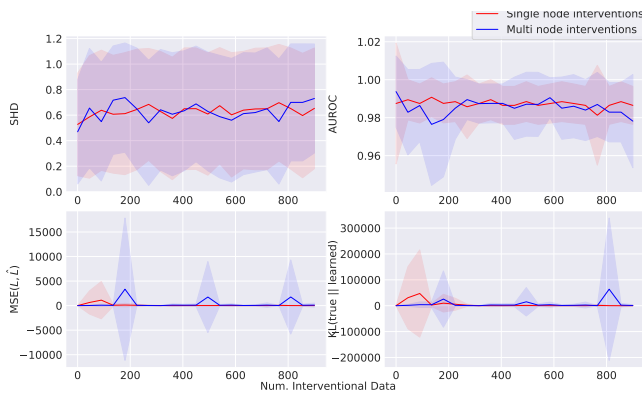 Single node interventions
Multi node interventions
1.2
1.0
0.8
0.6
0.4
0.2
0.0
SHD
0 200 400 600 800
1.02
1.00
0.98
0.96
AUROC
0 200 400 600 800
15000
10000
5000
0
−5000
−10000
MSE(L, L̂)
0 200 400 600 800
300000
200000
100000
0
−100000
−200000
KL(true || learned)
0 200 400 600 800
Num. Interventional Data